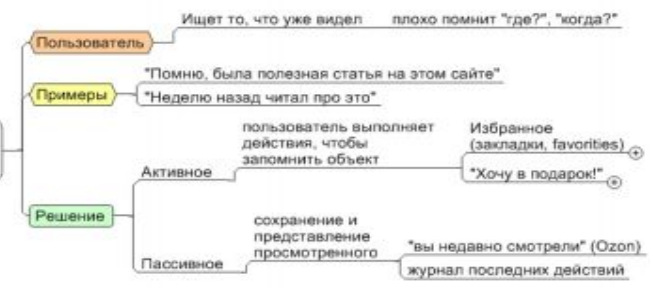 Ищет то, что уже видел
плохо помнит "где?", "когда?"
Пользователь
"Помню, была полезная статья на этом сайте"
Примеры
"Неделю назад читал про это"
пользователь выполняет
действия, чтобы
запомнить объект
Избранное
(закладки, favorities)
Активное
"Хочу в подарок!"
Решение
сохранение и
представление
просмотренного
"вы недавно смотрели" (Ozon)
Пассивное
журнал последних действий